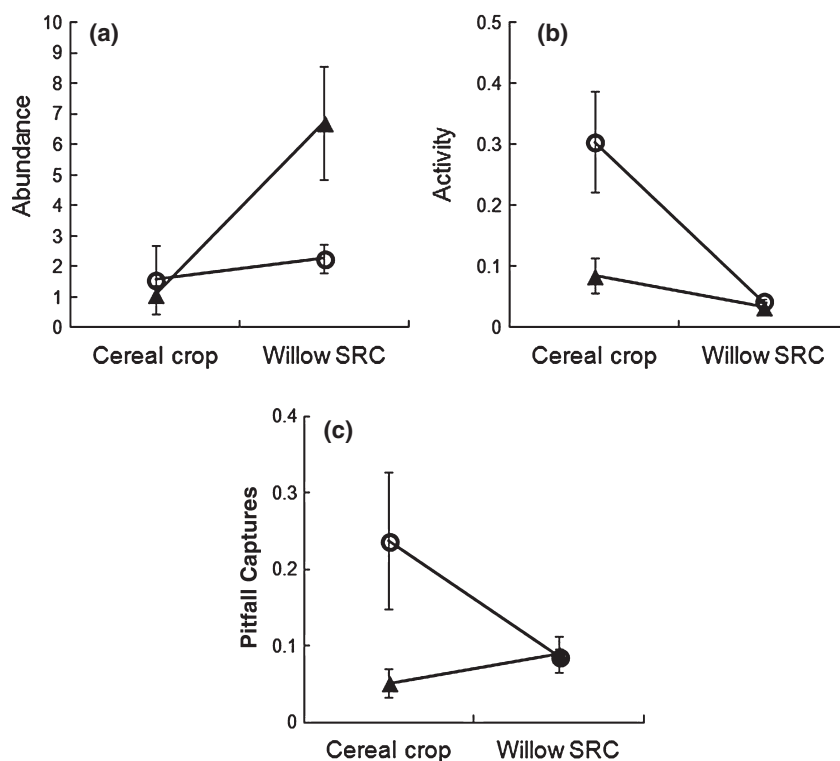 (a)
Abundance
10
9
8
7
6
5
4
3
2
1
0
Cereal crop
Willow SRC
(b)
Activity
0.5
0.4
0.3
0.2
0.1
0
Cereal crop
Willow SRC
(c)
Pitfall Captures
0.4
0.3
0.2
0.1
0
Cereal crop
Willow SRC